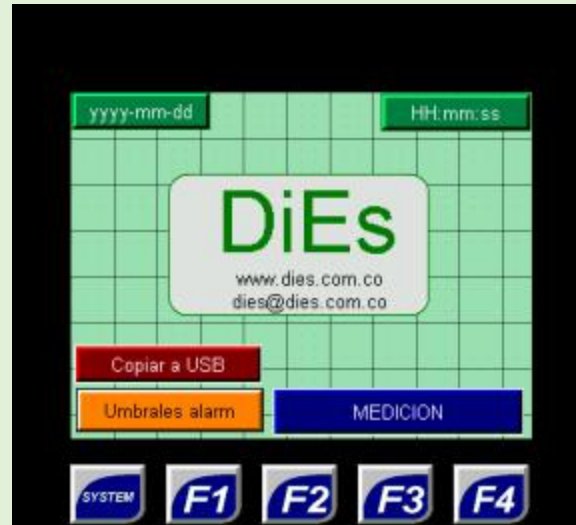 yyyy-mm-dd
HH:mm:ss
DiEs
www.dies.com.co
dies@dies.com.co
Copiar a USB
Umbrales alarm
MEDICION
SYSTEM
F1
F2
F3
F4